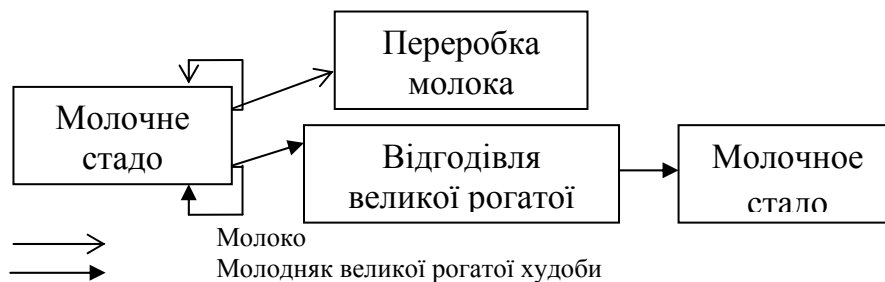 Переробка
молока
Молочне
стадо
Відгодівля
великої рогатої
Молочное
стадо
Молоко
Молодняк великої рогатої худоби